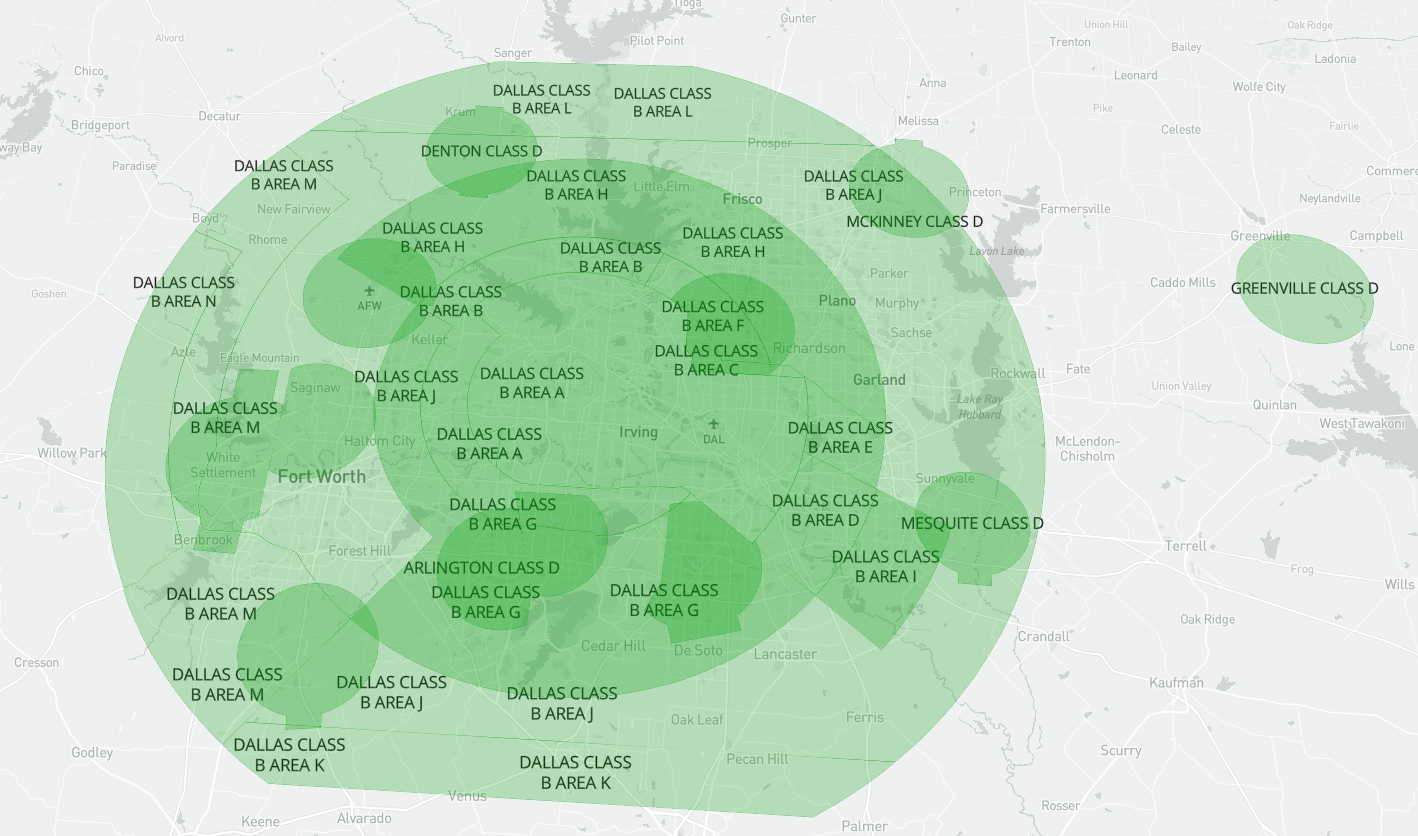 Tioga
Gunter
Union Hill
Oak Ridge
Alvord
Pilot Point
Trenton
Bailey
Sanger
Ladonia
Chico
Leonard
Anna
Wolfe City
DALLAS CLASS
B AREA L
DALLAS CLASS
B AREA L
Krum
Pike
Decatur
Melissa
Bridgeport
Celeste
Fairlie
way Bay
Prosper
DENTON CLASS D
Paradise
DALLAS CLASS
B AREA M
DALLAS CLASS
B AREA H
DALLAS CLASS
B AREA J
Commerce
Little Elm
Princeton
Frisco
Neylandville
New Fairview
Farmersville
Boyd
MCKINNEY CLASS D
DALLAS CLASS
B AREA H
DALLAS CLASS
B AREA H
Greenville
Campbell
Rhome
DALLAS CLASS
B AREA B
Lavon Lake
Parker
DALLAS CLASS
B AREA N
Caddo Mills
GREENVILLE CLASS D
Goshen
DALLAS CLASS
B AREA B
AFW
Plano
Murphy
DALLAS CLASS
B AREA F
Sachse
Keller
Richardson
Lone
Azle
Eagle Mountain
DALLAS CLASS
B AREA C
Fate
Rockwall
Saginaw
DALLAS CLASS
B AREA J
DALLAS CLASS
B AREA A
Garland
Union Valley
Quinlan
Lake Ray
Hubbard
DALLAS CLASS
B AREA M
West Tawakoni
DALLAS CLASS
B AREA A
Irving
DAL
DALLAS CLASS
B AREA E
Haltom City
McLendon-
Chisholm
Willow Park
White
Settlement
Fort Worth
Sunnyvale
DALLAS CLASS
B AREA G
DALLAS CLASS
B AREA D
MESQUITE CLASS D
Benbrook
Forest Hill
Terrell
DALLAS CLASS
B AREA I
ARLINGTON CLASS D
Frog
Wills
DALLAS CLASS
B AREA M
DALLAS CLASS
B AREA G
DALLAS CLASS
B AREA G
Oak Ridge
Crandall
Cedar Hill
De Soto
Lancaster
Cresson
DALLAS CLASS
B AREA M
DALLAS CLASS
B AREA J
DALLAS CLASS
B AREA J
Kaufman
Oak Leaf
Ferris
DALLAS CLASS
B AREA K
Godley
Scurry
DALLAS CLASS
B AREA K
Pecan Hill
Venus
Rosser
Keene
Alvarado
Palmer